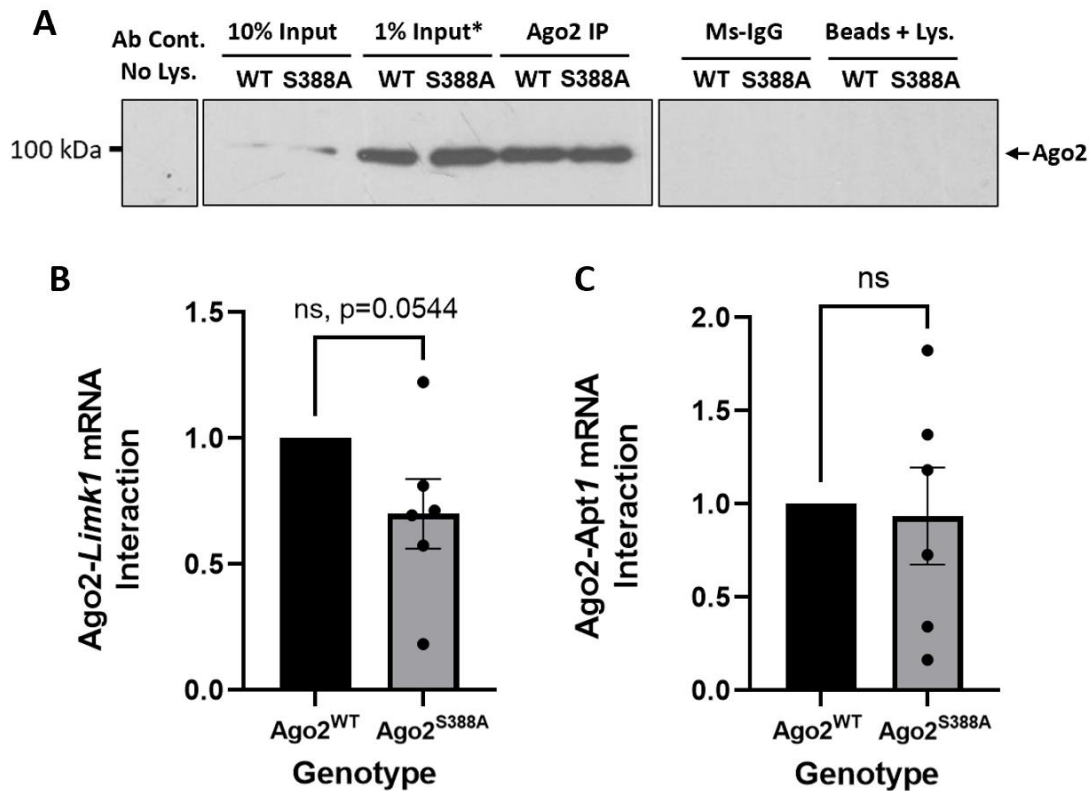 A
Ab Cont.
No Lys.
10% Input
1% Input*
Ago2 IP
Ms-IgG
Beads + Lys.
WT S388A
WT S388A
WT S388A
WT S388A
WT S388A
100 kDa
Ago2
B
ns, p=0.0544
Ago2-Limk1 mRNA
Interaction
1.5
1.0
0.5
0.0
Ago2WT
Ago2S388A
Genotype
C
ns
Ago2-Apt1 mRNA
Interaction
2.0
1.5
1.0
0.5
0.0
Ago2WT
Ago2S388A
Genotype